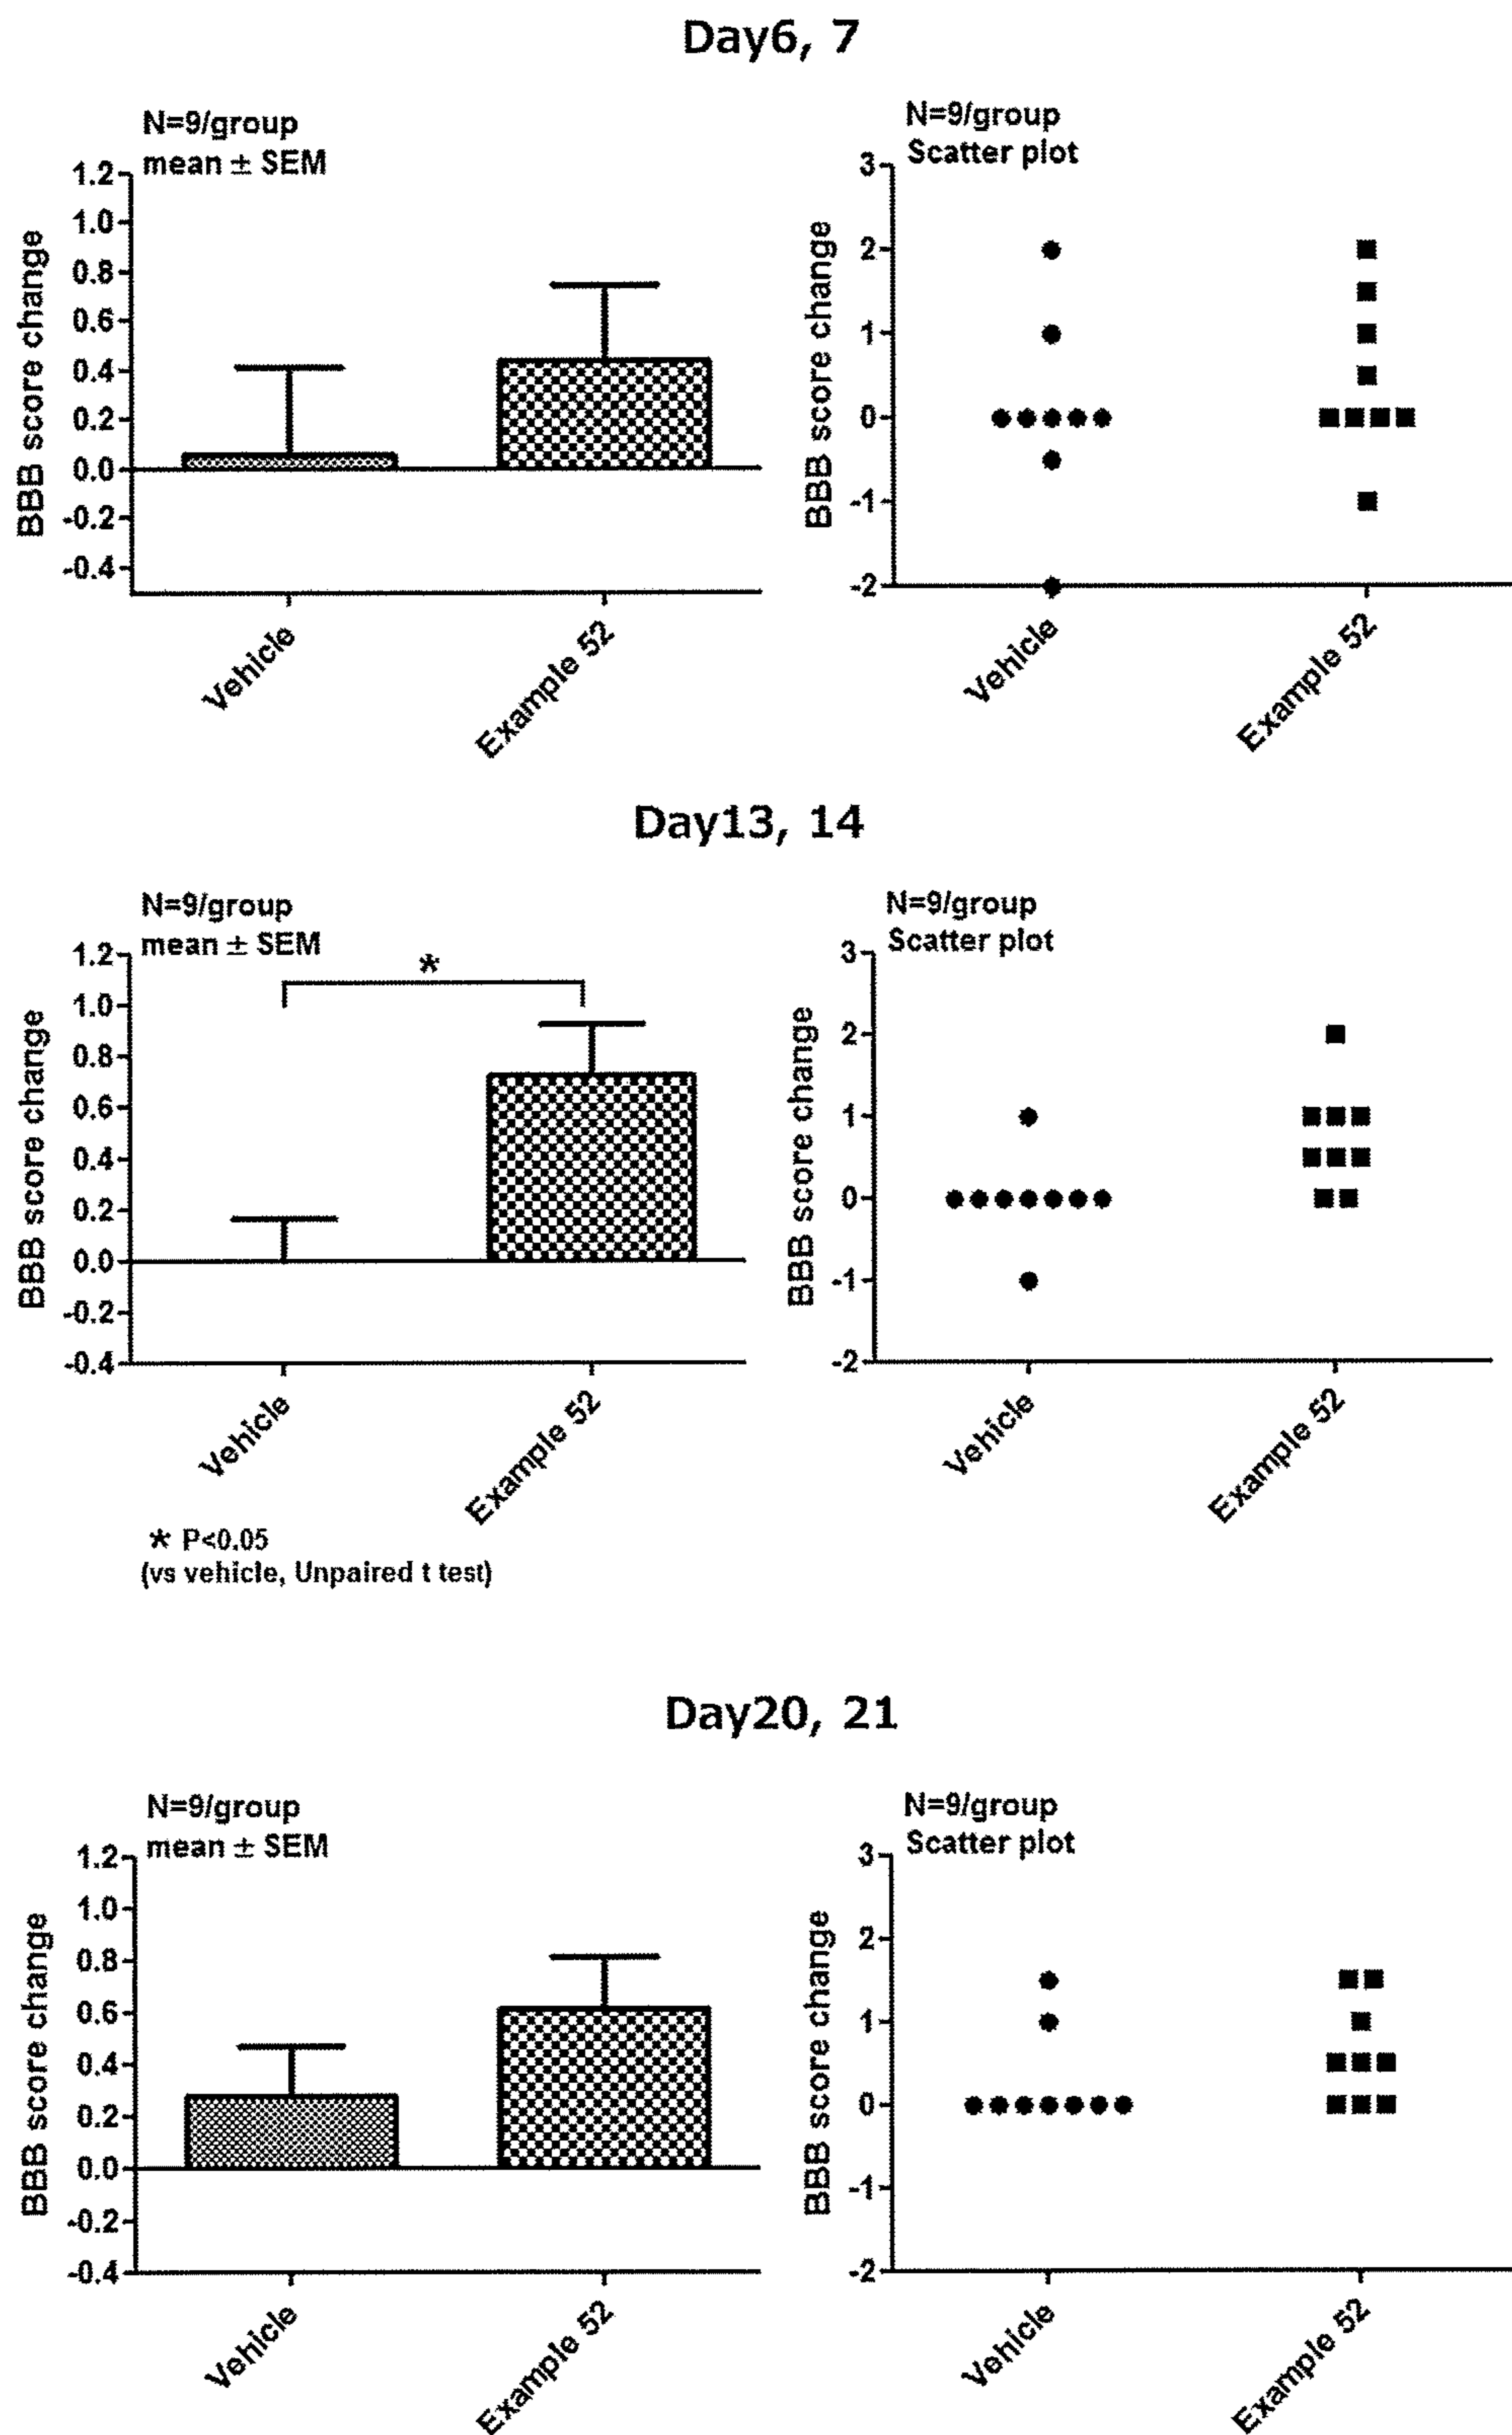 Day6, 7
N=9/group
mean ± SEM
1.2
1.0
0.8
0.6
0.4
0.2
0.0
-0.2
-0.4
BBB score change
Vehicle
Example 52
N=9/group
Scatter plot
3
2
1
0
-1
-2
BBB score change
Vehicle
Example 52
Day13, 14
N=9/group
mean ± SEM
1.2
1.0
0.8
0.6
0.4
0.2
0.0
-0.2
-0.4
BBB score change
*
Vehicle
Example 52
* P<0.05
(vs vehicle, Unpaired t test)
N=9/group
Scatter plot
3
2
1
0
-1
-2
BBB score change
Vehicle
Example 52
Day20, 21
N=9/group
mean ± SEM
1.2
1.0
0.8
0.6
0.4
0.2
0.0
-0.2
-0.4
BBB score change
Vehicle
Example 52
N=9/group
Scatter plot
3
2
1
0
-1
-2
BBB score change
Vehicle
Example 52